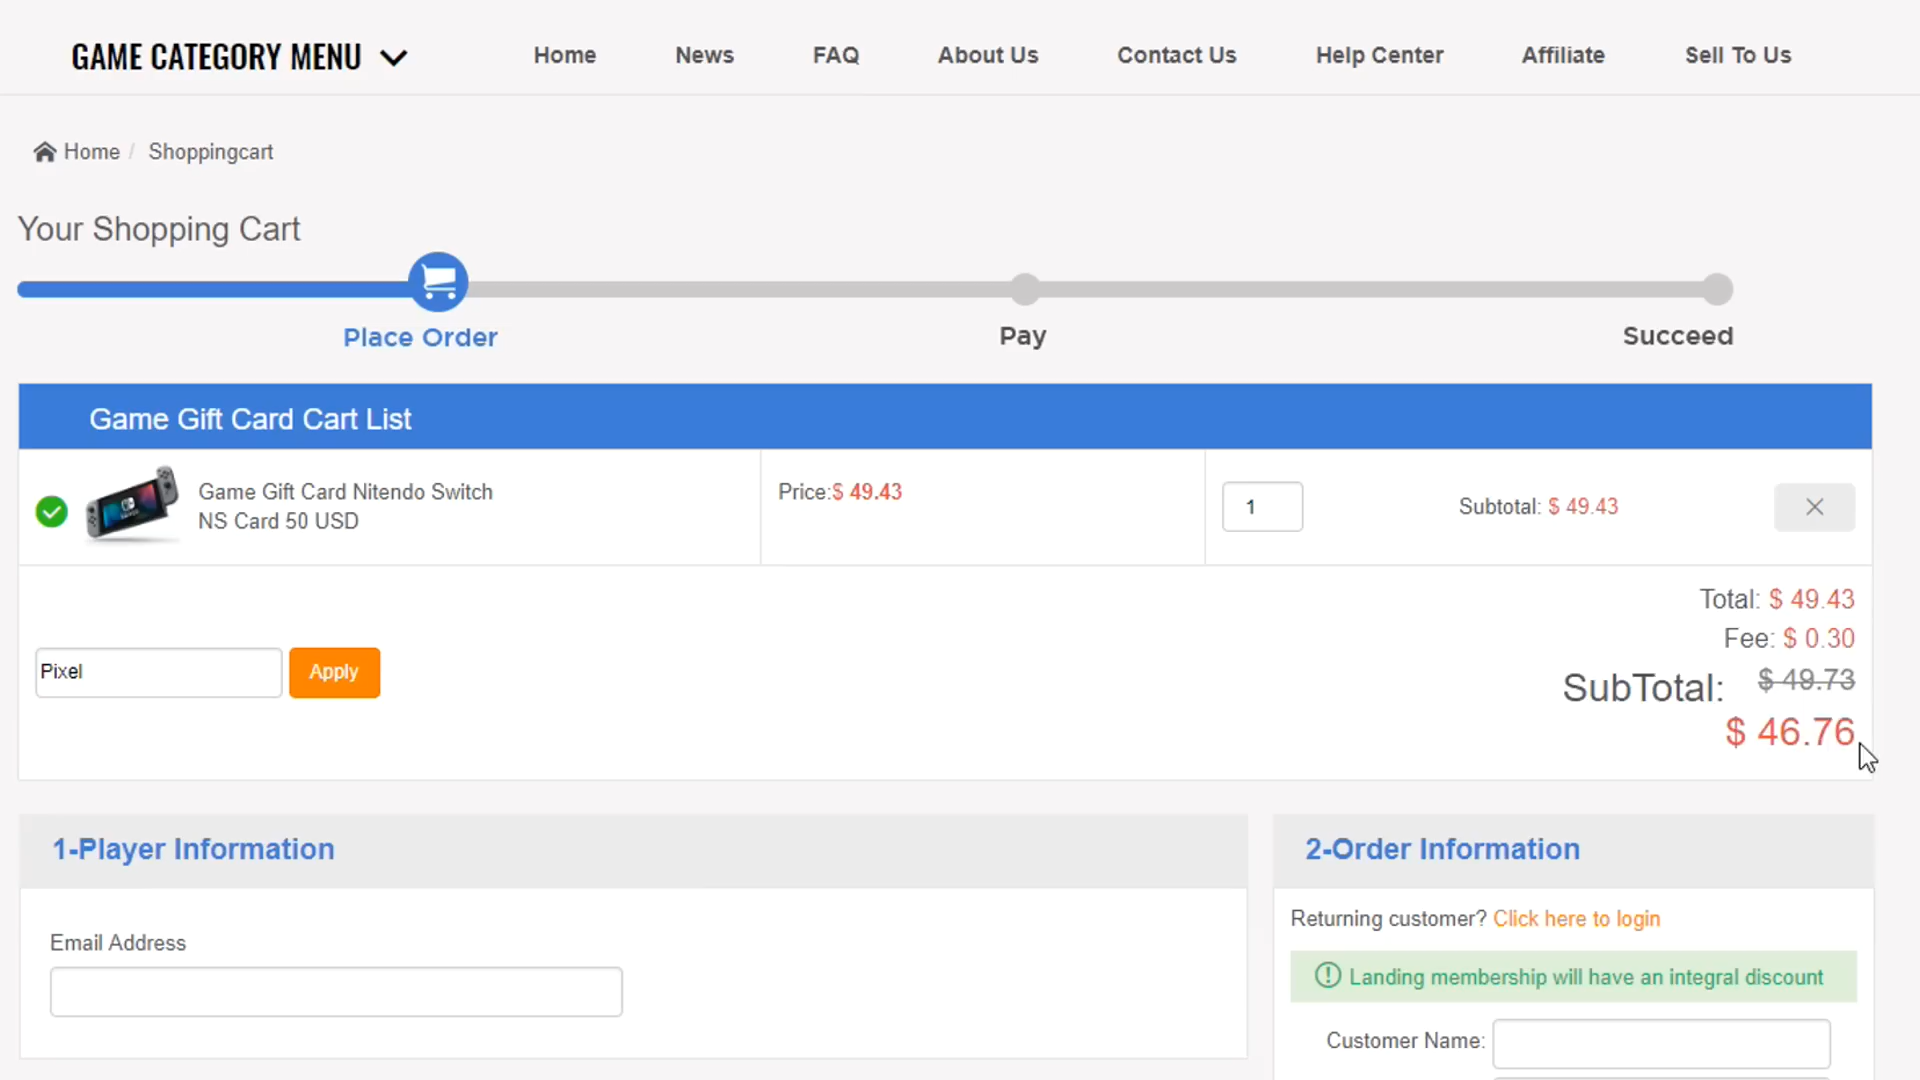 GAME CATEGORY MENU
Home
News
FAQ
About Us
Contact Us
Help Center
Affiliate
Sell To Us
Home / Shoppingcart
Your Shopping Cart
Place Order
Pay
Succeed
Game Gift Card Cart List
Game Gift Card Nitendo Switch
NS Card 50 USD
Price:$ 49.43
1
Subtotal: $ 49.43
Total: $ 49.43
Fee: $ 0.30
SubTotal: $ 49.73
$ 46.76
Pixel
Apply
1-Player Information
Email Address
2-Order Information
Returning customer? Click here to login
Landing membership will have an integral discount
Customer Name: